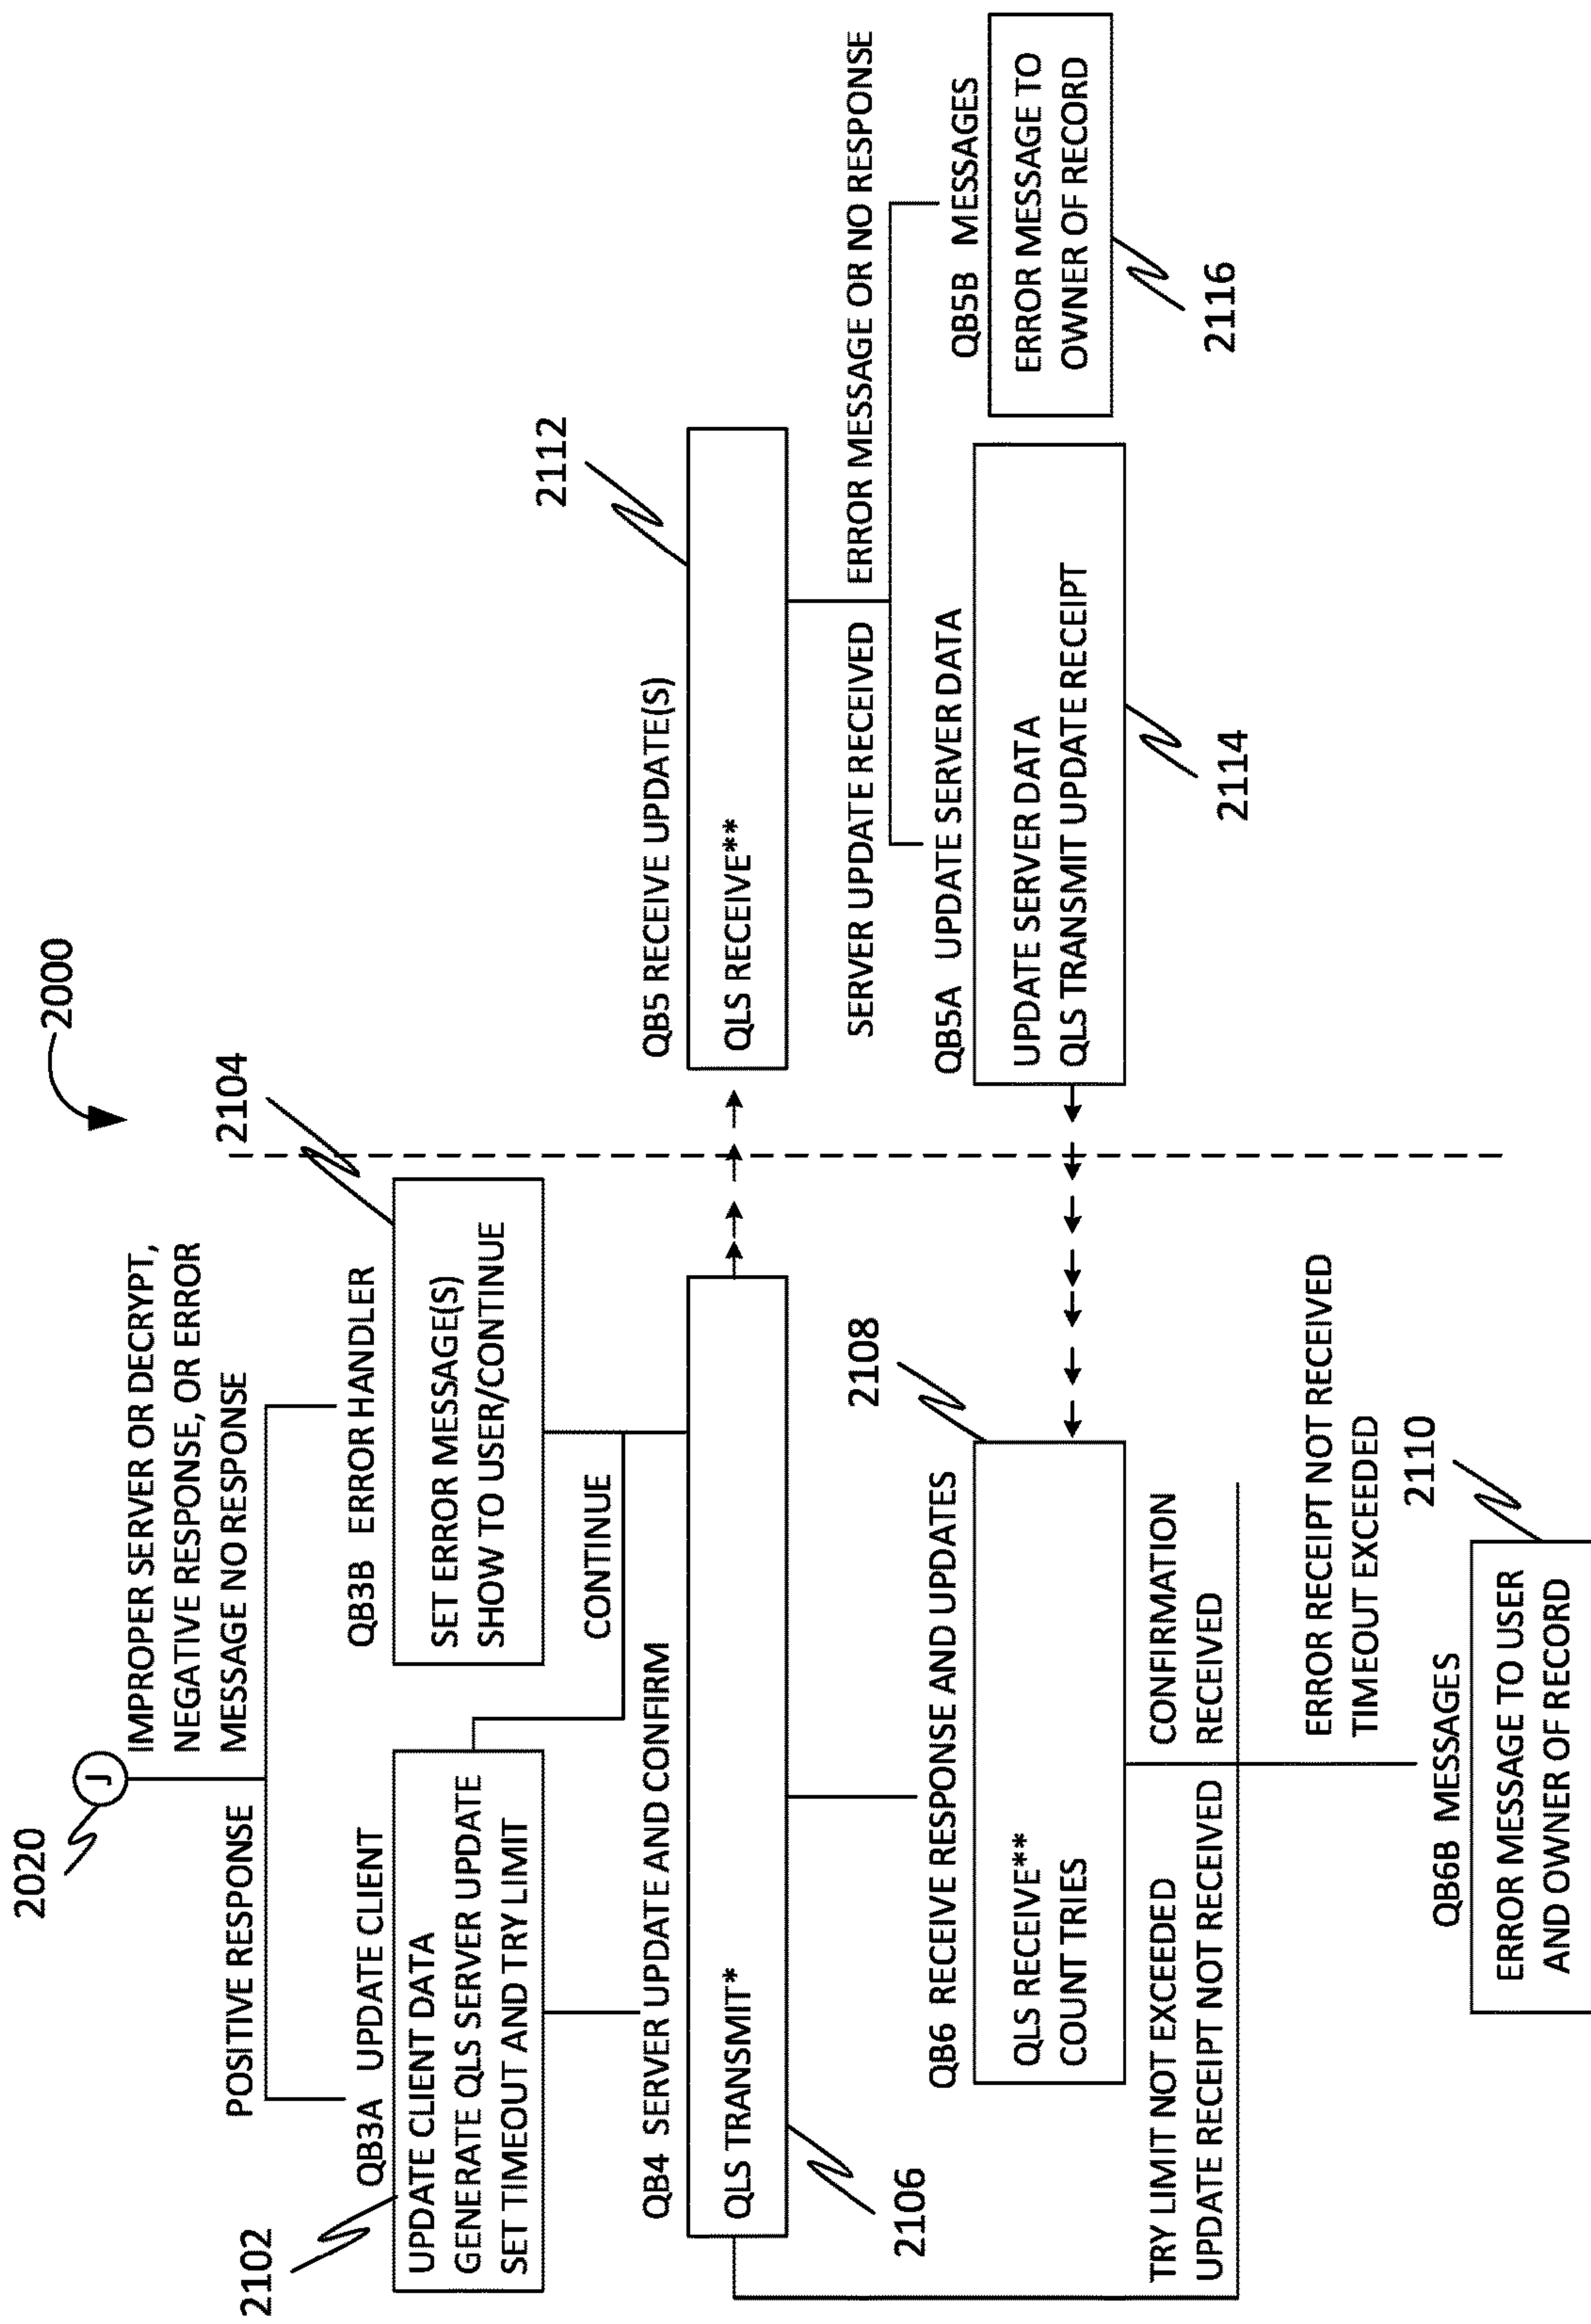 2000
2020
J
POSITIVE RESPONSE
IMPROPER SERVER OR DECRYPT,
NEGATIVE RESPONSE, OR ERROR
MESSAGE NO RESPONSE
2102
QB3A UPDATE CLIENT
UPDATE CLIENT DATA
GENERATE QLS SERVER UPDATE
SET TIMEOUT AND TRY LIMIT
2104
QB3B ERROR HANDLER
SET ERROR MESSAGE(S)
SHOW TO USER/CONTINUE
CONTINUE
QB4 SERVER UPDATE AND CONFIRM
QLS TRANSMIT*
2106
QB5 RECEIVE UPDATE(S)
2112
QLS RECEIVE**
SERVER UPDATE RECEIVED
ERROR MESSAGE OR NO RESPONSE
QB5A UPDATE SERVER DATA
UPDATE SERVER DATA
QLS TRANSMIT UPDATE RECEIPT
2114
QB5B MESSAGES
ERROR MESSAGE TO
OWNER OF RECORD
2116
QB6 RECEIVE RESPONSE AND UPDATES
2108
QLS RECEIVE**
COUNT TRIES
TRY LIMIT NOT EXCEEDED
UPDATE RECEIPT NOT RECEIVED
CONFIRMATION
RECEIVED
ERROR RECEIPT NOT RECEIVED
TIMEOUT EXCEEDED
QB6B MESSAGES
2110
ERROR MESSAGE TO USER
AND OWNER OF RECORD